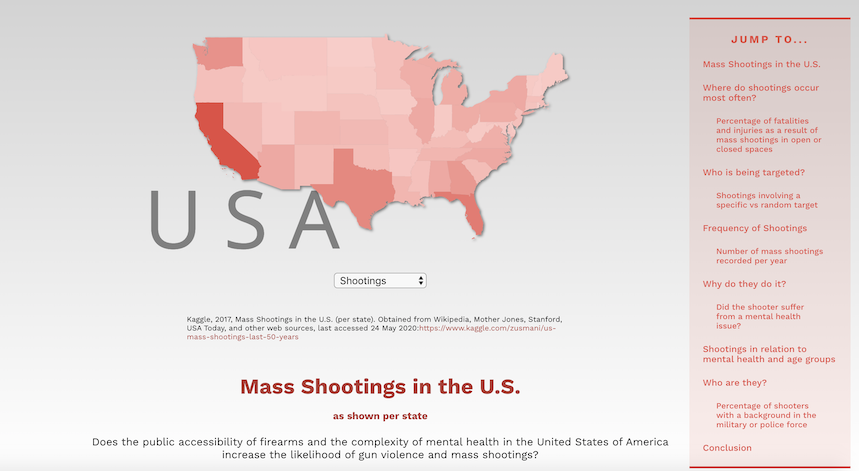 USA
Shootings
Kaggle, 2017, Mass Shootings in the U.S. (per state). Obtained from Wikipedia, Mother Jones, Stanford,
USA Today, and other web sources, last accessed 24 May 2020:https://www.kaggle.com/zusmani/us-
mass-shootings-last-50-years
Mass Shootings in the U.S.
as shown per state
Does the public accessibility of firearms and the complexity of mental health in the United States of America
increase the likelihood of gun violence and mass shootings?
JUMP TO...
Mass Shootings in the U.S.
Where do shootings occur
most often?
Percentage of fatalities
and injuries as a result of
mass shootings in open or
closed spaces
Who is being targeted?
Shootings involving a
specific vs random target
Frequency of Shootings
Number of mass shootings
recorded per year
Why do they do it?
Did the shooter suffer
from a mental health
issue?
Shootings in relation to
mental health and age groups
Who are they?
Percentage of shooters
with a background in the
military or police force
Conclusion